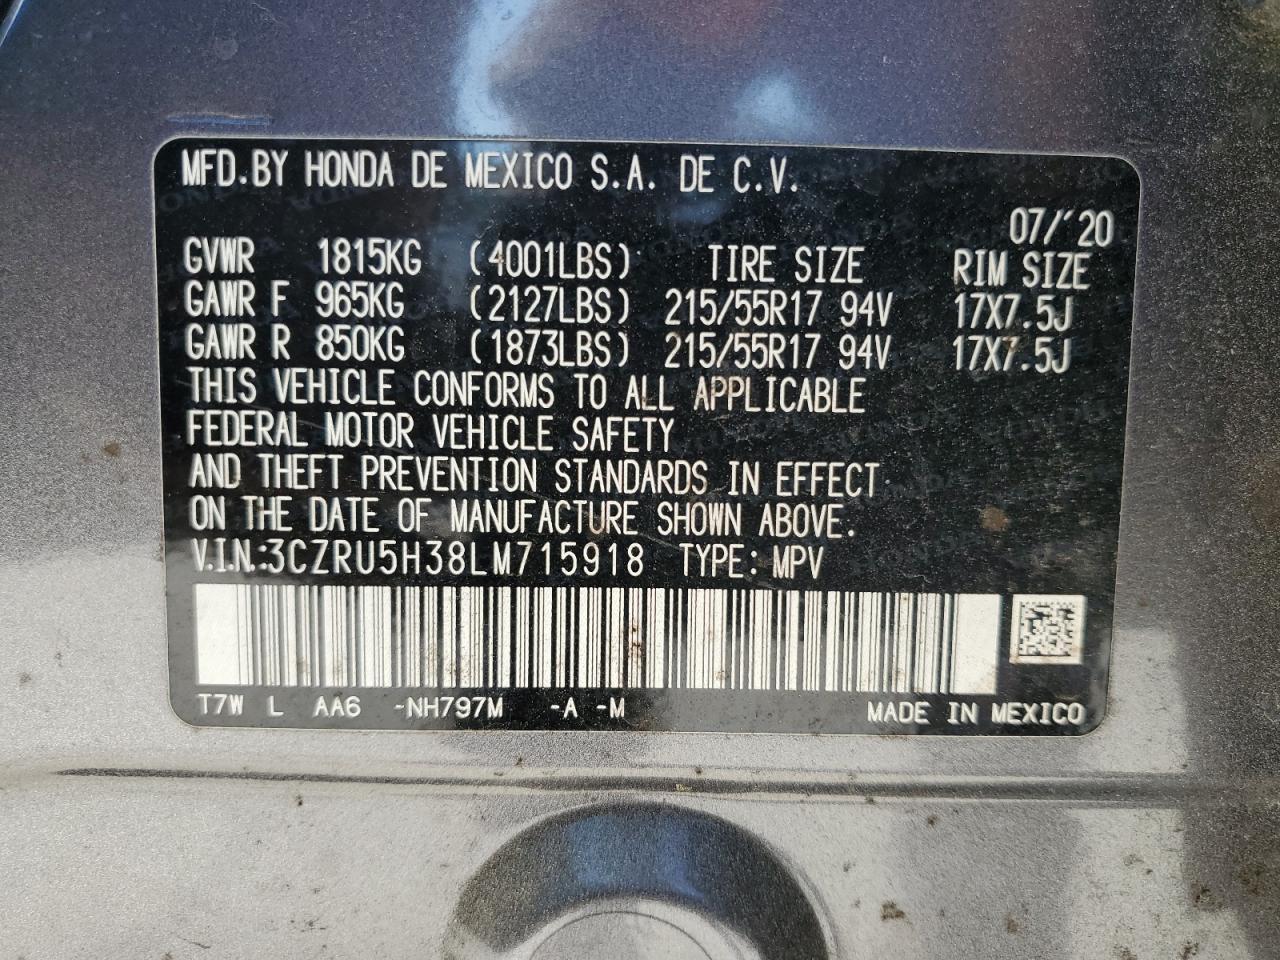 MFD.BY HONDA DE MEXICO S.A. DE C.V.
07/'20
GVWR 1815KG (4001LBS) TIRE SIZE RIM SIZE
GAWR F 965KG (2127LBS) 215/55R17 94V 17X7.5J
GAWR R 850KG (1873LBS) 215/55R17 94V 17X7.5J
THIS VEHICLE CONFORMS TO ALL APPLICABLE
FEDERAL MOTOR VEHICLE SAFETY
AND THEFT PREVENTION STANDARDS IN EFFECT
ON THE DATE OF MANUFACTURE SHOWN ABOVE.
V.I.N.:3CZRU5H38LM715918 TYPE: MPV
T7W L AA6 -NH797M -A -M MADE IN MEXICO